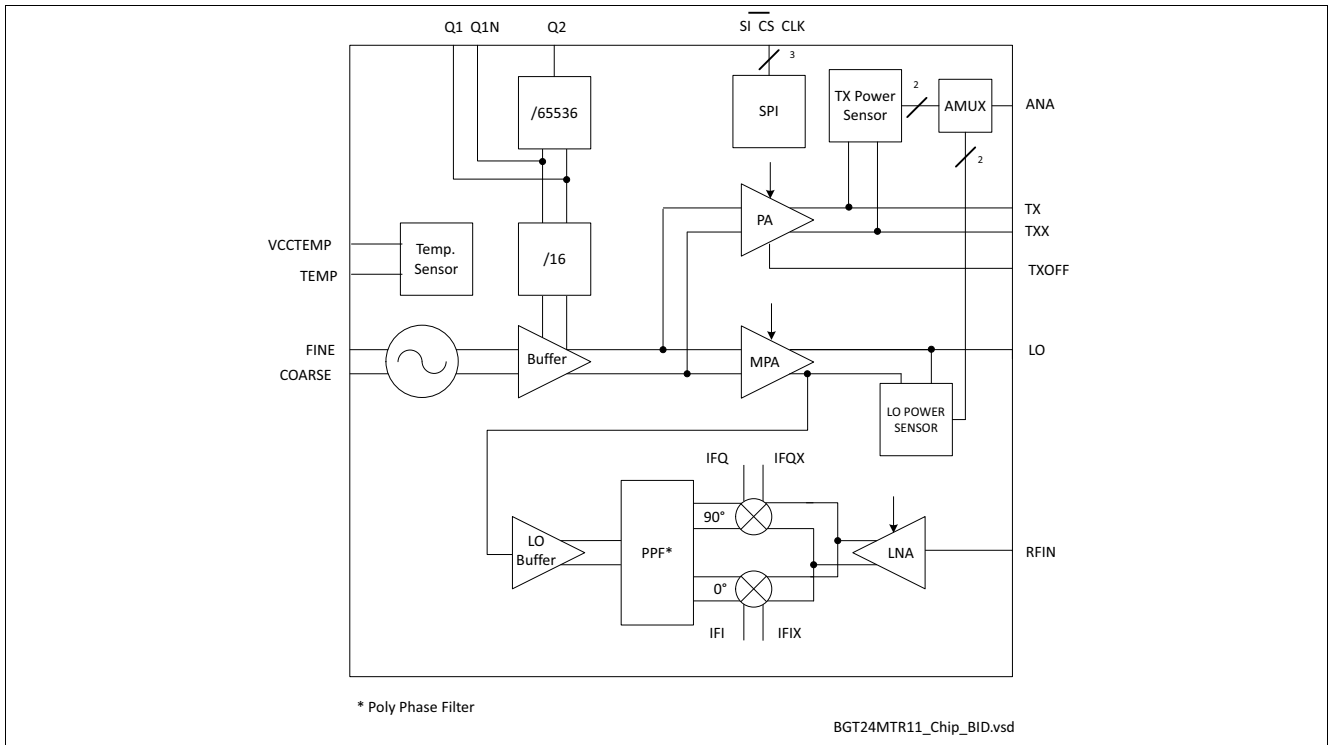 Q1 Q1N Q2 SI CS CLK
3
/65536
SPI
TX Power
Sensor
2
AMUX
ANA
2
PA
TX
TXX
TXOFF
VCCTEMP
TEMP
Temp.
Sensor
/16
FINE
COARSE
Buffer
MPA
LO
LO POWER
SENSOR
IFQ IFQX
90°
LO
Buffer
PPF*
LNA
RFIN
0°
IFI IFIX
* Poly Phase Filter
BGT24MTR11_Chip_BID.vsd